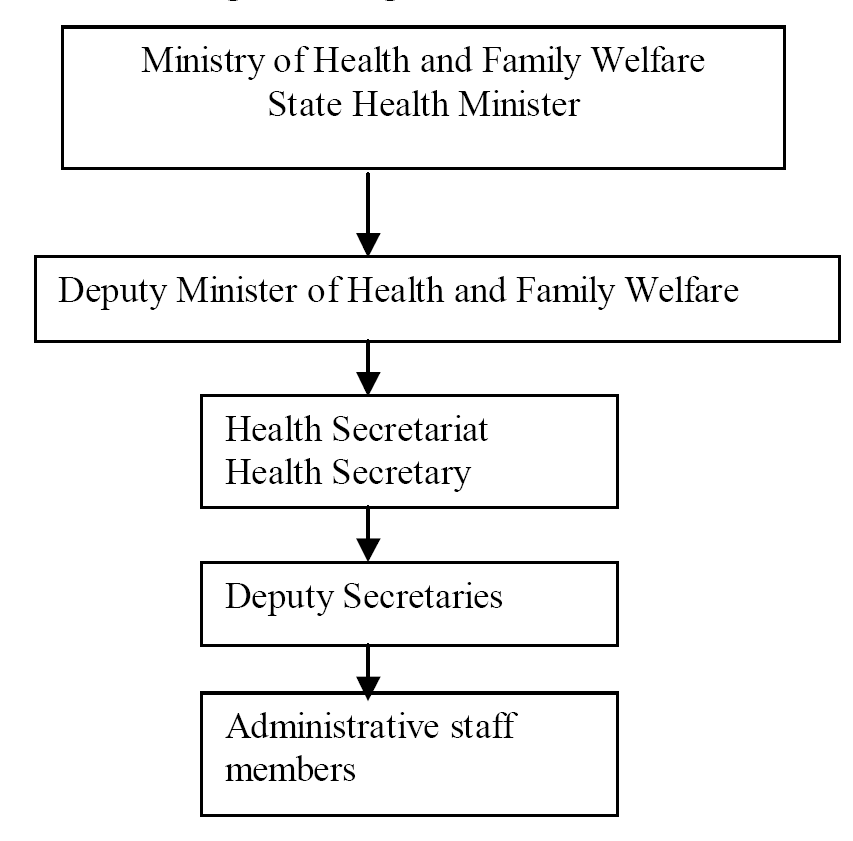 Ministry of Health and Family Welfare
State Health Minister
Deputy Minister of Health and Family Welfare
Health Secretariat
Health Secretary
Deputy Secretaries
Administrative staff
members